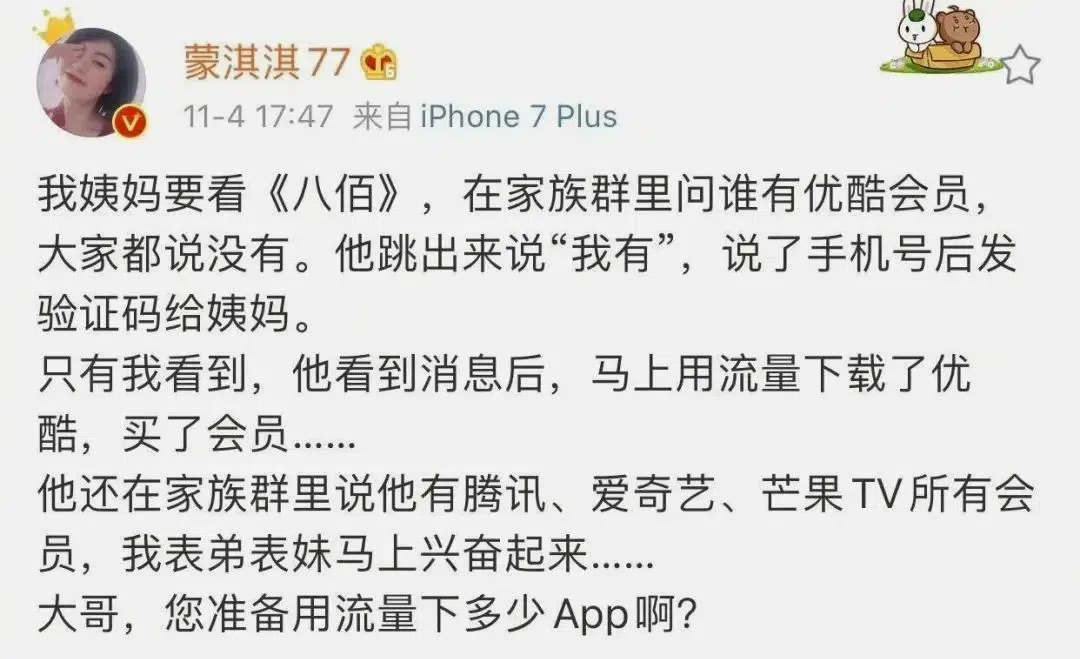 蒙淇淇77
11-4 17:47 来自 iPhone 7 Plus
我姨妈要看《八佰》，在家族群里问谁有优酷会员，
大家都说没有。他跳出来说“我有”，说了手机号后发
验证码给姨妈。
只有我看到，他看到消息后，马上用流量下载了优
酷，买了会员……
他还在家族群里说他有腾讯、爱奇艺、芒果TV所有会
员，我表弟表妹马上兴奋起来……
大哥，您准备用流量下多少App啊？